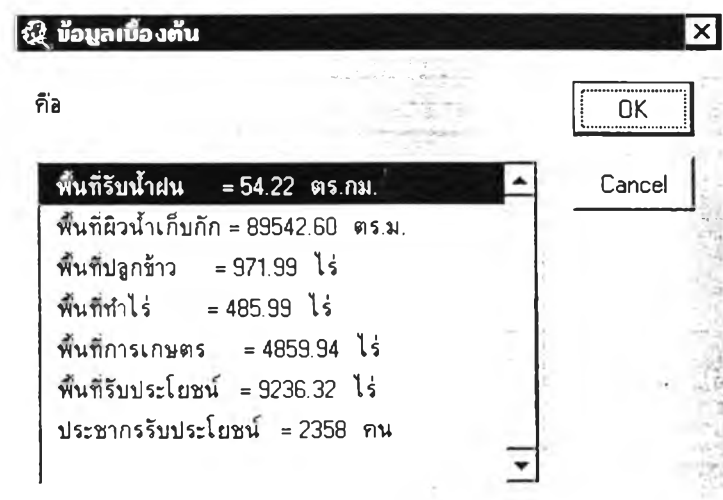 ข้อมูลเบื้องต้น
คือ
OK
Cancel
พื้นที่รับน้ำฝน = 54.22 ตร.กม.
พื้นที่ผิวน้ำเก็บกัก = 89542.60 ตร.ม.
พื้นที่ปลูกข้าว = 971.99 ไร่
พื้นที่ทำไร่ = 485.99 ไร่
พื้นที่การเกษตร = 4859.94 ไร่
พื้นที่รับประโยชน์ = 9236.32 ไร่
ประชากรรับประโยชน์ = 2358 คน